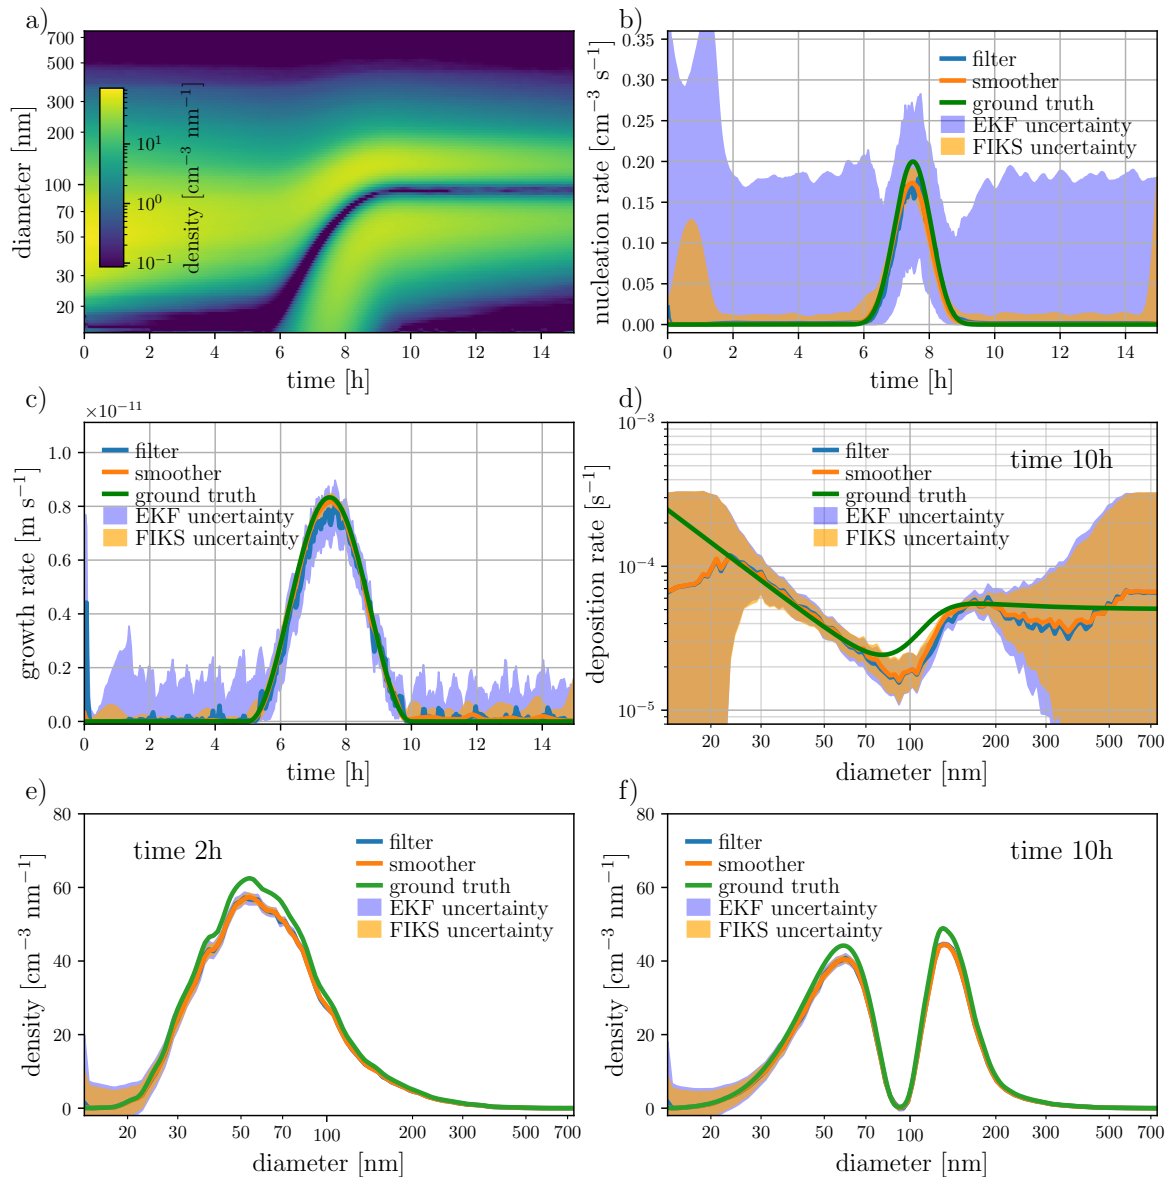 a)
700
500
300
200
100
70
50
30
20
diameter [nm]
10^1
10^0
10^−1
density [cm^−3 nm^−1]
0 2 4 6 8 10 12 14
time [h]
b)
0.35
0.30
0.25
0.20
0.15
0.10
0.05
0.00
nucleation rate [cm^−3 s^−1]
filter
smoother
ground truth
EKF uncertainty
FIKS uncertainty
0 2 4 6 8 10 12 14
time [h]
c)
×10^−11
1.0
0.8
0.6
0.4
0.2
0.0
growth rate [m s^−1]
filter
smoother
ground truth
EKF uncertainty
FIKS uncertainty
0 2 4 6 8 10 12 14
time [h]
d)
10^−3
10^−4
10^−5
deposition rate [s^−1]
filter
smoother
ground truth
EKF uncertainty
FIKS uncertainty
time 10h
20 30 50 70 100 200 300 500 700
diameter [nm]
e)
80
60
40
20
0
density [cm^−3 nm^−1]
time 2h
filter
smoother
ground truth
EKF uncertainty
FIKS uncertainty
20 30 50 70 100 200 300 500 700
diameter [nm]
f)
80
60
40
20
0
density [cm^−3 nm^−1]
filter
smoother
ground truth
EKF uncertainty
FIKS uncertainty
time 10h
20 30 50 70 100 200 300 500 700
diameter [nm]